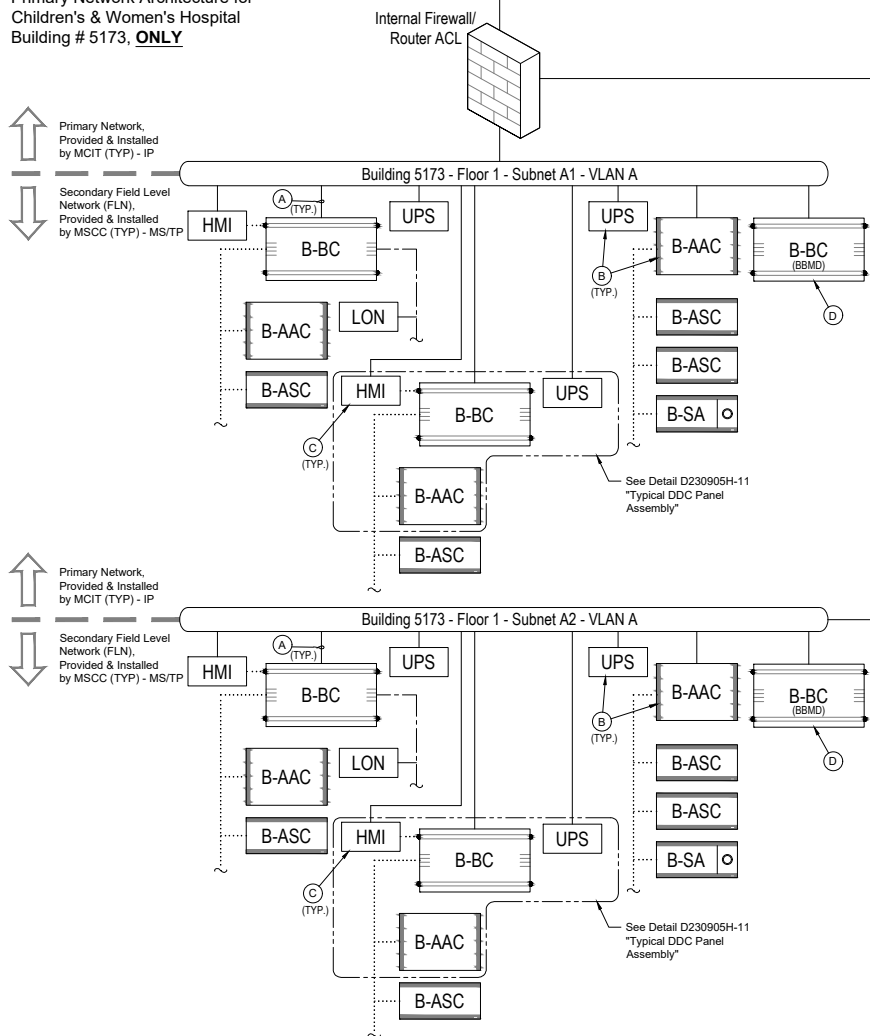 Primary Network Architecture for
Children's & Women's Hospital
Building # 5173, ONLY
Internal Firewall/
Router ACL
Primary Network,
Provided & Installed
by MCIT (TYP) - IP
Building 5173 - Floor 1 - Subnet A1 - VLAN A
Secondary Field Level
Network (FLN),
Provided & Installed
by MSCC (TYP) - MS/TP
HMI
A
(TYP.)
B-BC
UPS
UPS
B
(TYP.)
B-AAC
B-BC
(BBMD)
D
B-AAC
LON
B-ASC
B-ASC
B-ASC
B-SA
HMI
C
(TYP.)
B-BC
UPS
B-AAC
B-ASC
See Detail D230905H-11
"Typical DDC Panel
Assembly"
Primary Network,
Provided & Installed
by MCIT (TYP) - IP
Building 5173 - Floor 1 - Subnet A2 - VLAN A
Secondary Field Level
Network (FLN),
Provided & Installed
by MSCC (TYP) - MS/TP
HMI
A
(TYP.)
B-BC
UPS
UPS
B
(TYP.)
B-AAC
B-BC
(BBMD)
D
B-AAC
LON
B-ASC
B-ASC
B-ASC
B-SA
HMI
C
(TYP.)
B-BC
UPS
B-AAC
B-ASC
See Detail D230905H-11
"Typical DDC Panel
Assembly"